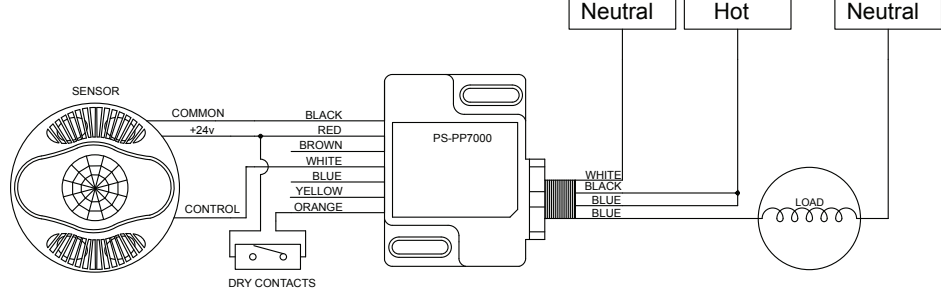 Neutral Hot Neutral
SENSOR
COMMON BLACK
+24v RED
PS-PP7000
BROWN
WHITE
BLUE
YELLOW
CONTROL ORANGE
WHITE
BLACK
BLUE
BLUE
LOAD
DRY CONTACTS